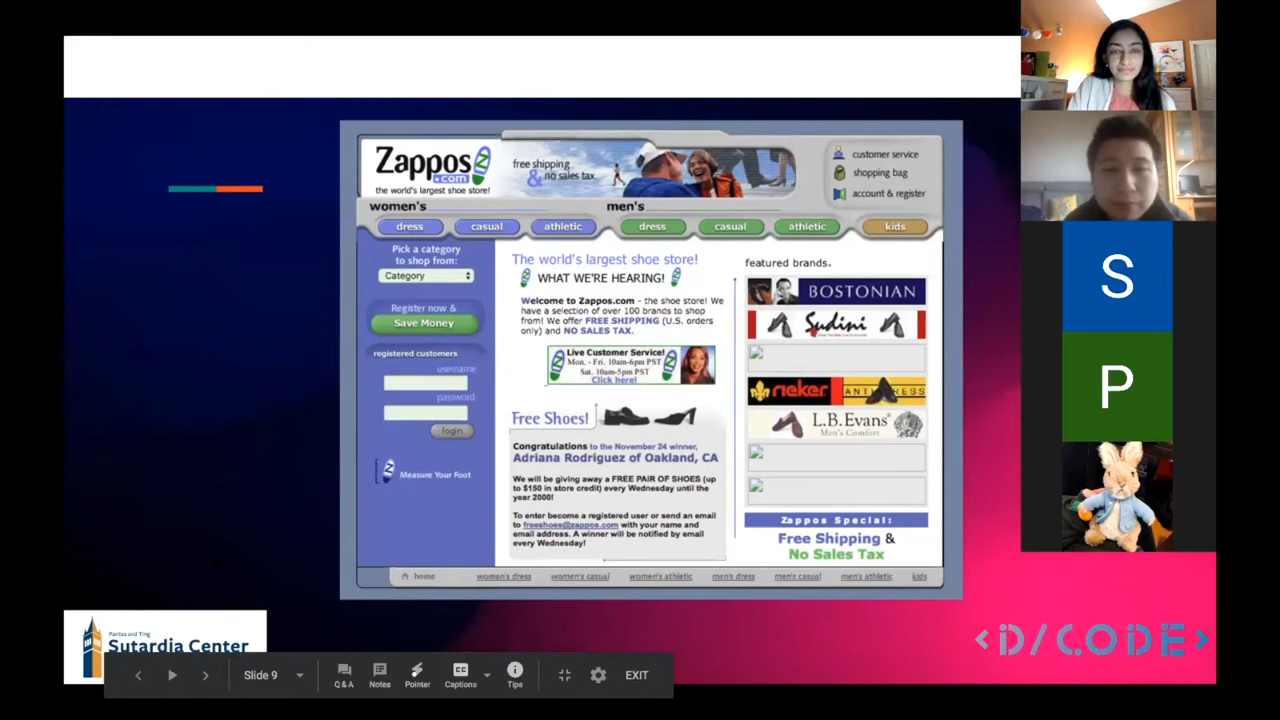 Zappos
.com
the world's largest shoe store!
free shipping
& no sales tax.
customer service
shopping bag
account & register
women's
men's
dress
casual
athletic
dress
casual
athletic
kids
Pick a category
to shop from:
Category
Register now &
Save Money
registered customers
username
password
login
Measure Your Foot
The world's largest shoe store!
WHAT WE'RE HEARING!
Welcome to Zappos.com - the shoe store! We
have a selection of over 100 brands to shop
from! We offer FREE SHIPPING (U.S. orders
only) and NO SALES TAX.
Live Customer Service!
Mon. - Fri. 10am-6pm PST
Sat. 10am-5pm PST
Click here!
Free Shoes!
Congratulations to the November 24 winner,
Adriana Rodriguez of Oakland, CA
We will be giving away a FREE PAIR OF SHOES (up
to $150 in store credit) every Wednesday until the
year 2000!
To enter become a registered user or send an email
to freeshoes@zappos.com with your name and
email address. A winner will be notified by email
every Wednesday!
featured brands.
BOSTONIAN
Sudini
rieker
L.B.Evans
Men's Comfort
Zappos Special:
Free Shipping &
No Sales Tax
home
women's dress
women's casual
women's athletic
men's dress
men's casual
men's athletic
kids
S
P
Pantas and Ting
Sutardja Center
<D/CODE>
Slide 9
Q & A
Notes
Pointer
Captions
Tips
EXIT